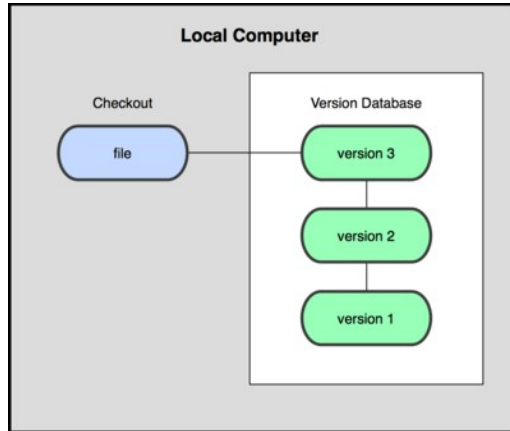 Local Computer
Checkout
Version Database
file
version 3
version 2
version 1